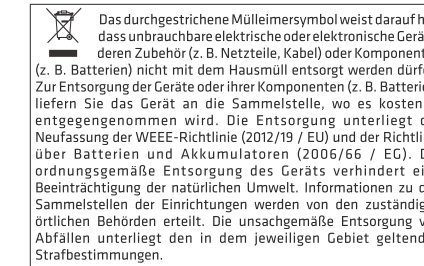 Das durchgestrichene Mülleimersymbol weist darauf h
dass unbrauchbare elektrische oder elektronische Gerä
deren Zubehör (z. B. Netzteile, Kabel) oder Komponent
(z. B. Batterien) nicht mit dem Hausmüll entsorgt werden dürfe
Zur Entsorgung der Geräte oder ihrer Komponenten (z. B. Batterie
liefern Sie das Gerät an die Sammelstelle, wo es kosten
entgegengenommen wird. Die Entsorgung unterliegt d
Neufassung der WEEE-Richtlinie (2012/19 / EU) und der Richtli
über Batterien und Akkumulatoren (2006/66 / EG). D
ordnungsgemäße Entsorgung des Geräts verhindert ei
Beeinträchtigung der natürlichen Umwelt. Informationen zu d
Sammelstellen der Einrichtungen werden von den zuständig
örtlichen Behörden erteilt. Die unsachgemäße Entsorgung v
Abfällen unterliegt den in dem jeweiligen Gebiet geltend
Strafbestimmungen.